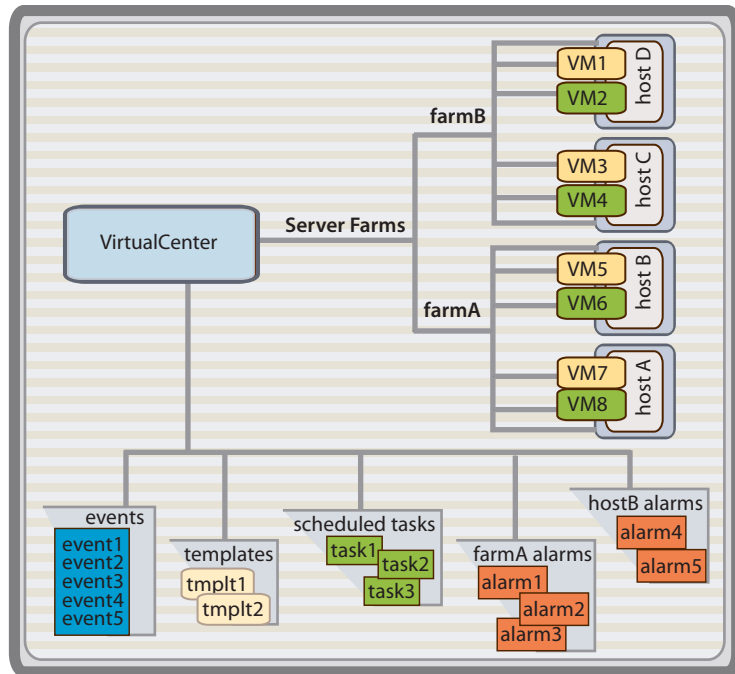 VM1
VM2
host D
farmB
VM3
VM4
host C
VirtualCenter
Server Farms
VM5
VM6
host B
farmA
VM7
VM8
host A
events
event1
event2
event3
event4
event5
templates
tmplt1
tmplt2
scheduled tasks
task1
task2
task3
farmA alarms
alarm1
alarm2
alarm3
hostB alarms
alarm4
alarm5